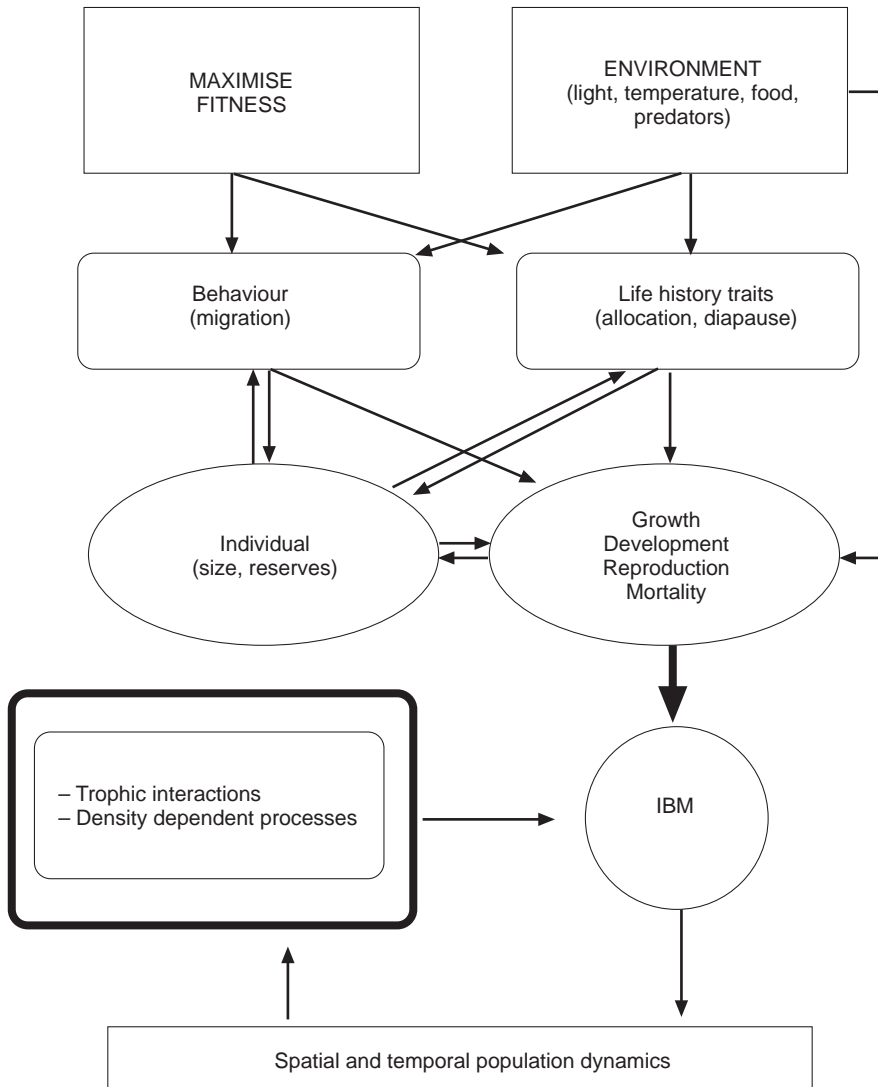 MAXIMISE
FITNESS
ENVIRONMENT
(light, temperature, food,
predators)
Behaviour
(migration)
Life history traits
(allocation, diapause)
Individual
(size, reserves)
Growth
Development
Reproduction
Mortality
– Trophic interactions
– Density dependent processes
IBM
Spatial and temporal population dynamics